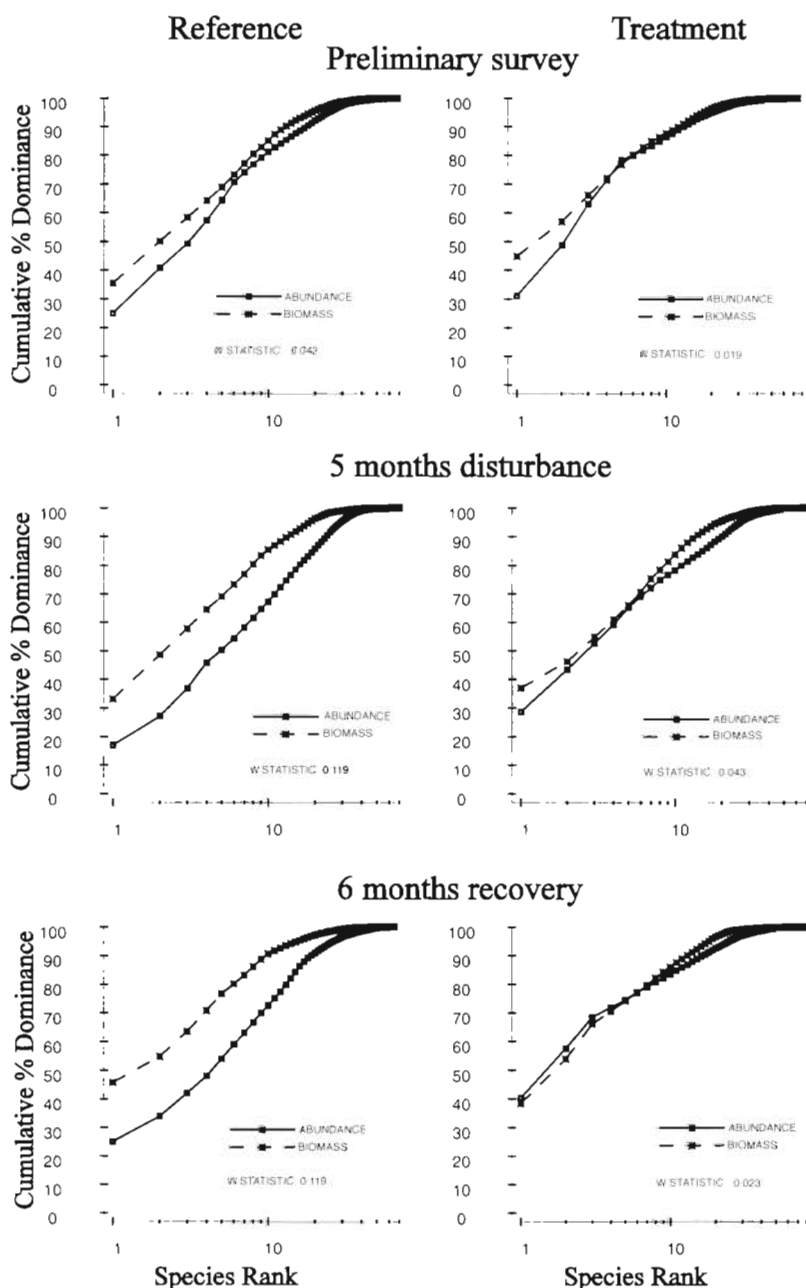 Reference
Treatment
Preliminary survey
Cumulative % Dominance
100
90
80
70
60
50
40
30
20
10
0
ABUNDANCE
BIOMASS
W STATISTIC 0.042
1
10
100
90
80
70
60
50
40
30
20
10
0
ABUNDANCE
BIOMASS
W STATISTIC 0.019
1
10
5 months disturbance
Cumulative % Dominance
100
90
80
70
60
50
40
30
20
10
0
ABUNDANCE
BIOMASS
W STATISTIC 0.119
1
10
100
90
80
70
60
50
40
30
20
10
0
ABUNDANCE
BIOMASS
W STATISTIC 0.043
1
10
6 months recovery
Cumulative % Dominance
100
90
80
70
60
50
40
30
20
10
0
ABUNDANCE
BIOMASS
W STATISTIC 0.119
1
10
Species Rank
100
90
80
70
60
50
40
30
20
10
0
ABUNDANCE
BIOMASS
W STATISTIC 0.023
1
10
Species Rank